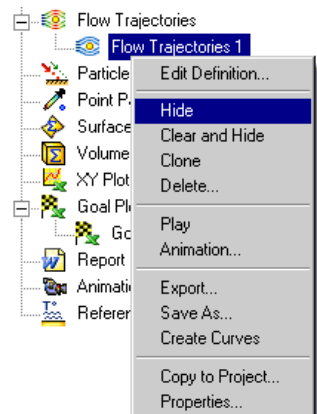 Flow Trajectories
Flow Trajectories 1
Particle
Point P
Surface
Volume
XY Plot
Goal Pl
Go
Report
Animati
Referer
Edit Definition...
Hide
Clear and Hide
Clone
Delete...
Play
Animation...
Export...
Save As...
Create Curves
Copy to Project...
Properties...